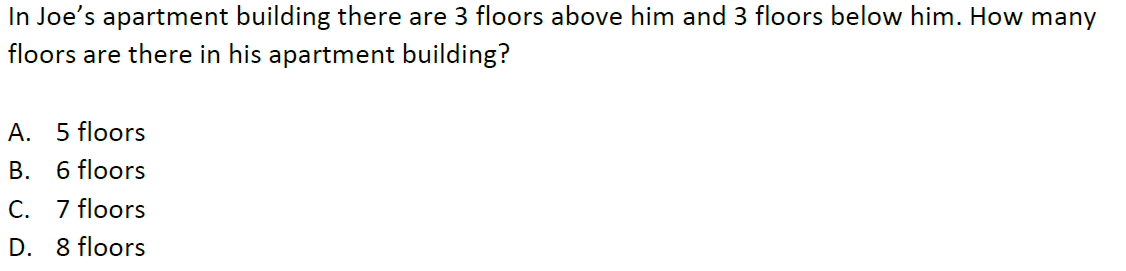 In Joe’s apartment building there are 3 floors above him and 3 floors below him. How many
floors are there in his apartment building?
A. 5 floors
B. 6 floors
C. 7 floors
D. 8 floors